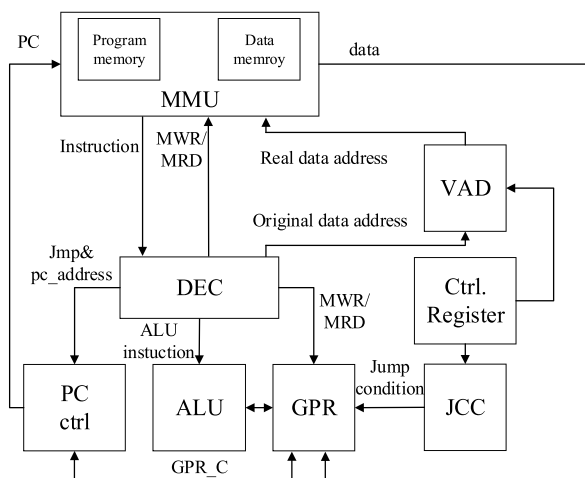 PC
Program
memory
Data
memroy
data
MMU
Instruction
MWR/
MRD
Real data address
VAD
Original data address
Jmp&
pc_address
DEC
MWR/
MRD
Ctrl.
Register
ALU
instuction
Jump
condition
PC
ctrl
ALU
GPR
JCC
GPR_C